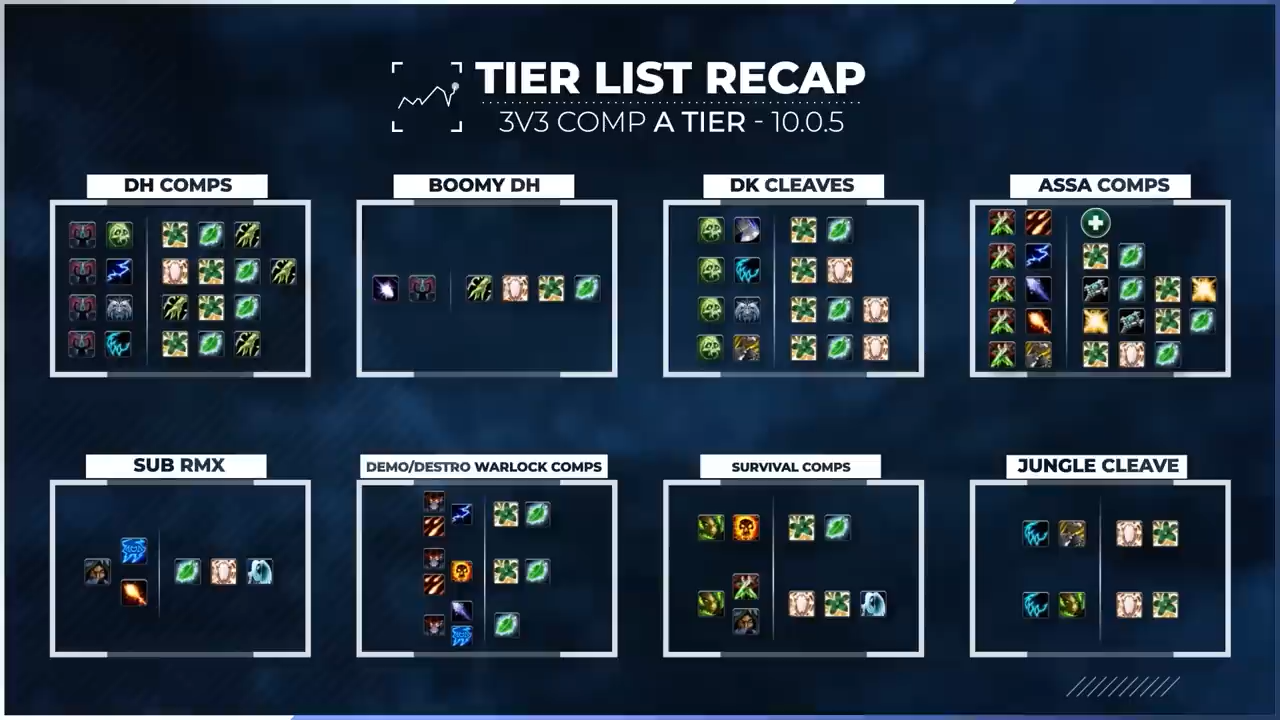 TIER LIST RECAP
3V3 COMP A TIER - 10.0.5
DH COMPS
BOOMY DH
DK CLEAVES
ASSA COMPS
SUB RMX
DEMO/DESTRO WARLOCK COMPS
SURVIVAL COMPS
JUNGLE CLEAVE